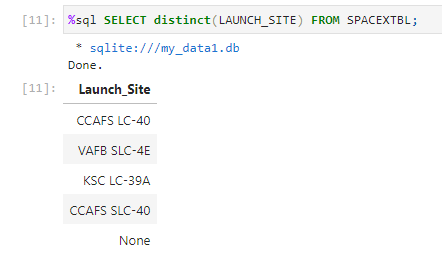 [11]: %sql SELECT distinct(LAUNCH_SITE) FROM SPACEXTBL;
* sqlite:///my_data1.db
Done.
[11]: Launch_Site
CCAFS LC-40
VAFB SLC-4E
KSC LC-39A
CCAFS SLC-40
None